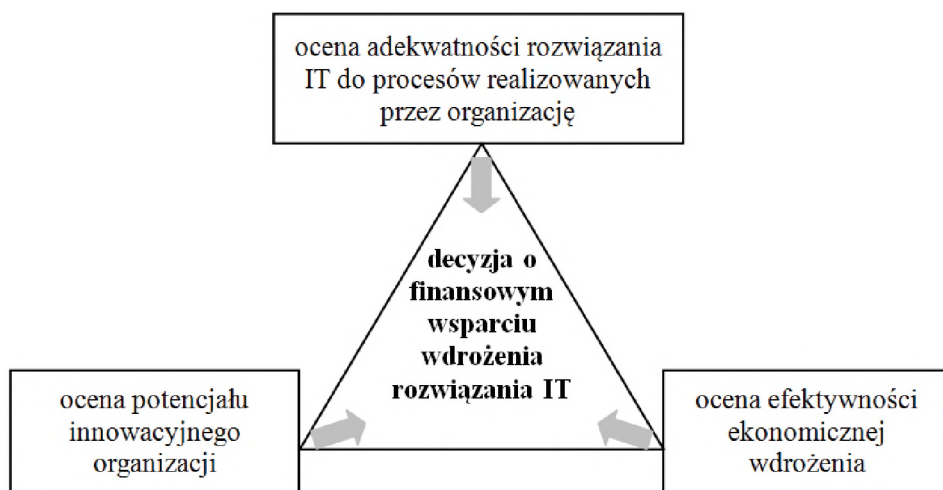 ocena adekwatności rozwiązania
IT do procesów realizowanych
przez organizację
decyzja o
finansowym
wsparciu
wdrożenia
rozwiązania IT
ocena potencjału
innowacyjnego
organizacji
ocena efektywności
ekonomicznej
wdrożenia